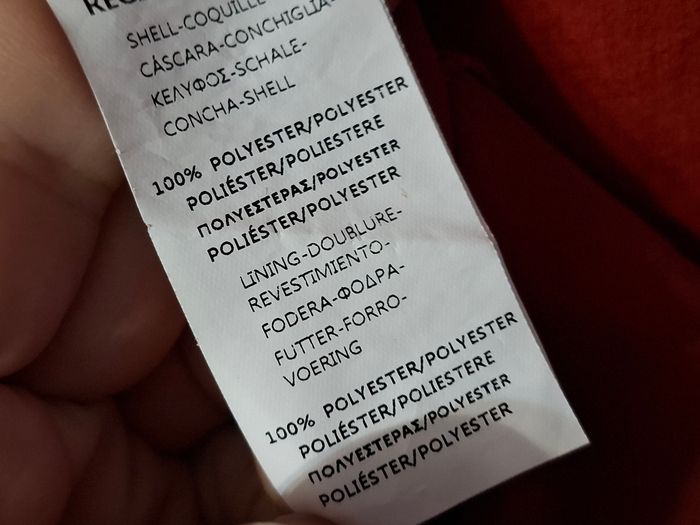 SHELL-COQUILLE-
CÁSCARA-CONCHIGLIA-
ΚΕΛΥΦΟΣ-SCHALE-
CONCHA-SHELL
100% POLYESTER/POLYESTER
POLIÉSTER/POLIESTERE
ΠΟΛΥΕΣΤΕΡΑΣ/POLYESTER
POLIÉSTER/POLYESTER
LINING-DOUBLURE-
REVESTIMIENTO-
FODERA-ΦΟΔΡΑ-
FUTTER-FORRO-
VOERING
100% POLYESTER/POLYESTER
POLIÉSTER/POLIESTERE
ΠΟΛΥΕΣΤΕΡΑΣ/POLYESTER
POLIÉSTER/POLYESTER